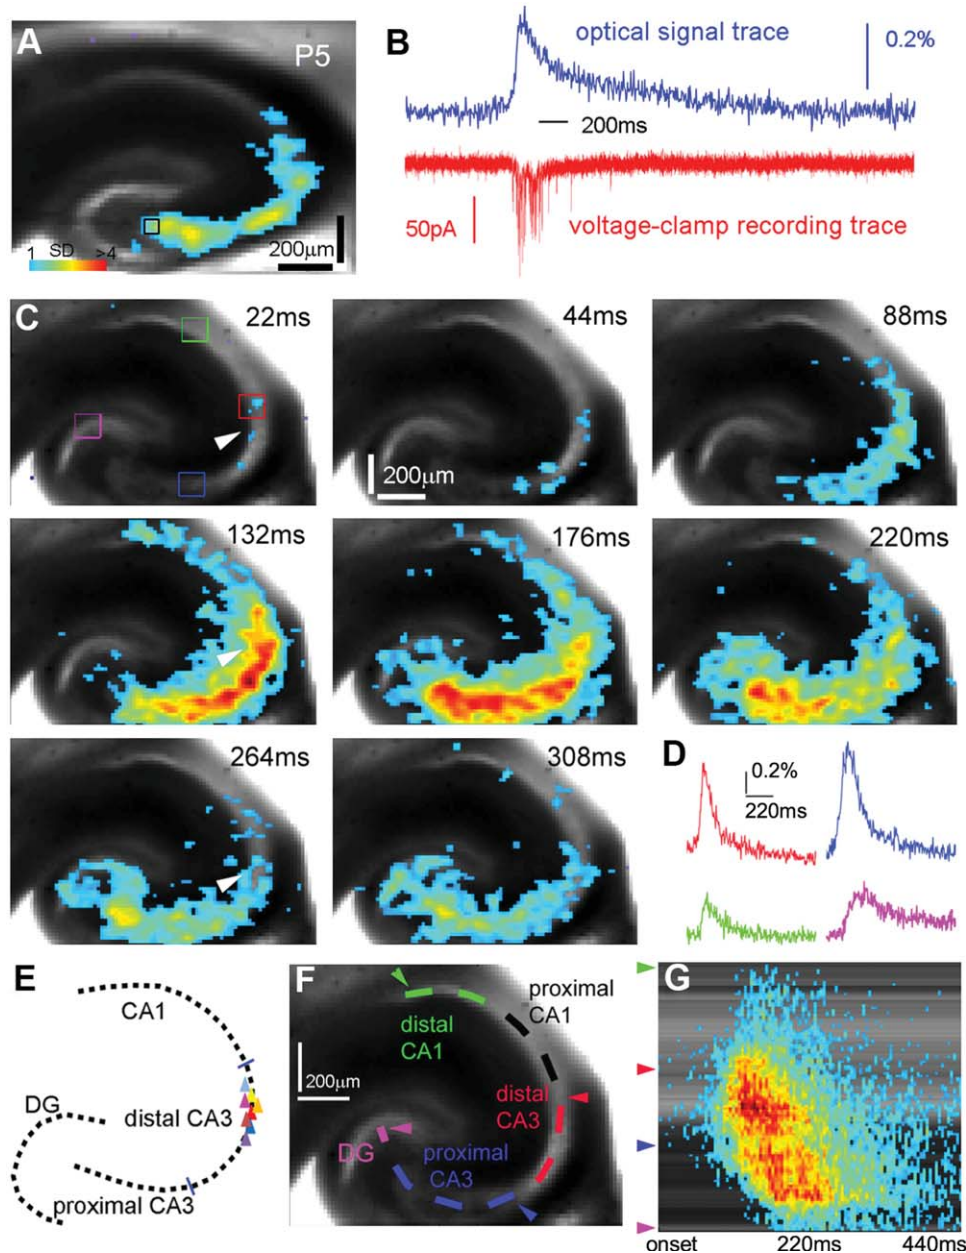 A
P5
1 SD >4
200µm
B
optical signal trace
0.2%
200ms
50pA
voltage-clamp recording trace
C
22ms
44ms
200µm
88ms
132ms
176ms
220ms
264ms
308ms
D
0.2%
220ms
E
CA1
DG
distal CA3
proximal CA3
F
proximal
CA1
distal
CA1
200µm
distal
CA3
DG
proximal
CA3
G
onset 220ms 440ms